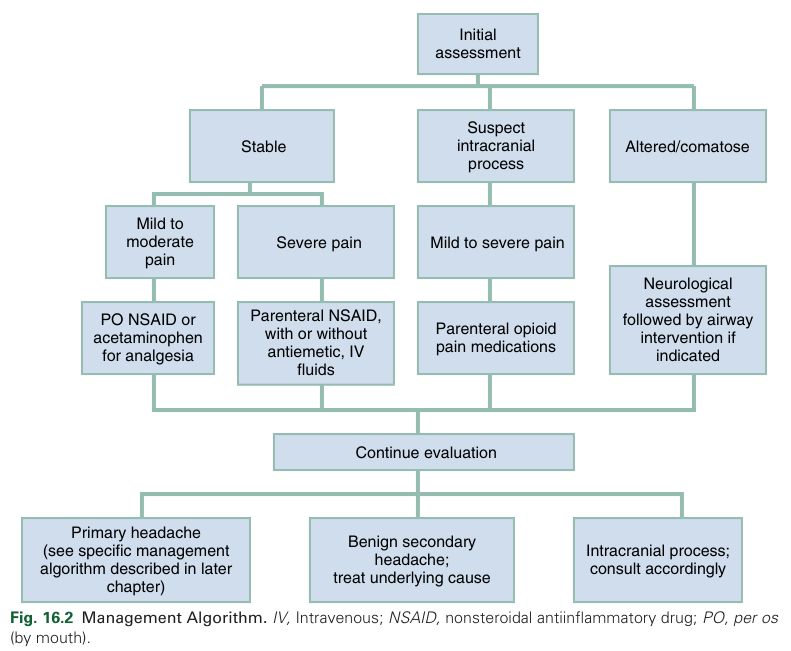 Initial
assessment
Stable
Suspect
intracranial
process
Altered/comatose
Mild to
moderate
pain
Severe pain
Mild to severe pain
PO NSAID or
acetaminophen
for analgesia
Parenteral NSAID,
with or without
antiemetic, IV
fluids
Parenteral opioid
pain medications
Neurological
assessment
followed by airway
intervention if
indicated
Continue evaluation
Primary headache
(see specific management
algorithm described in later
chapter)
Benign secondary
headache;
treat underlying cause
Intracranial process;
consult accordingly
Fig. 16.2 Management Algorithm. IV, Intravenous; NSAID, nonsteroidal antiinflammatory drug; PO, per os
(by mouth).